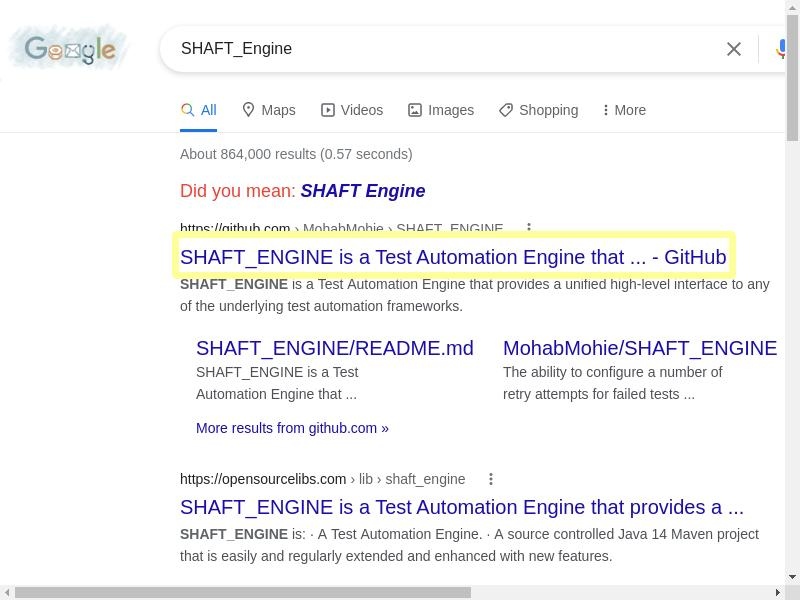 Google
SHAFT_Engine
All Maps Videos Images Shopping More
About 864,000 results (0.57 seconds)
Did you mean: SHAFT Engine
https://github.com › MohabMohie › SHAFT_ENGINE
SHAFT_ENGINE is a Test Automation Engine that ... - GitHub
SHAFT_ENGINE is a Test Automation Engine that provides a unified high-level interface to any
of the underlying test automation frameworks.
SHAFT_ENGINE/README.md
SHAFT_ENGINE is a Test
Automation Engine that ...
MohabMohie/SHAFT_ENGINE
The ability to configure a number of
retry attempts for failed tests ...
More results from github.com »
https://opensourcelibs.com › lib › shaft_engine
SHAFT_ENGINE is a Test Automation Engine that provides a ...
SHAFT_ENGINE is: · A Test Automation Engine. · A source controlled Java 14 Maven project
that is easily and regularly extended and enhanced with new features.